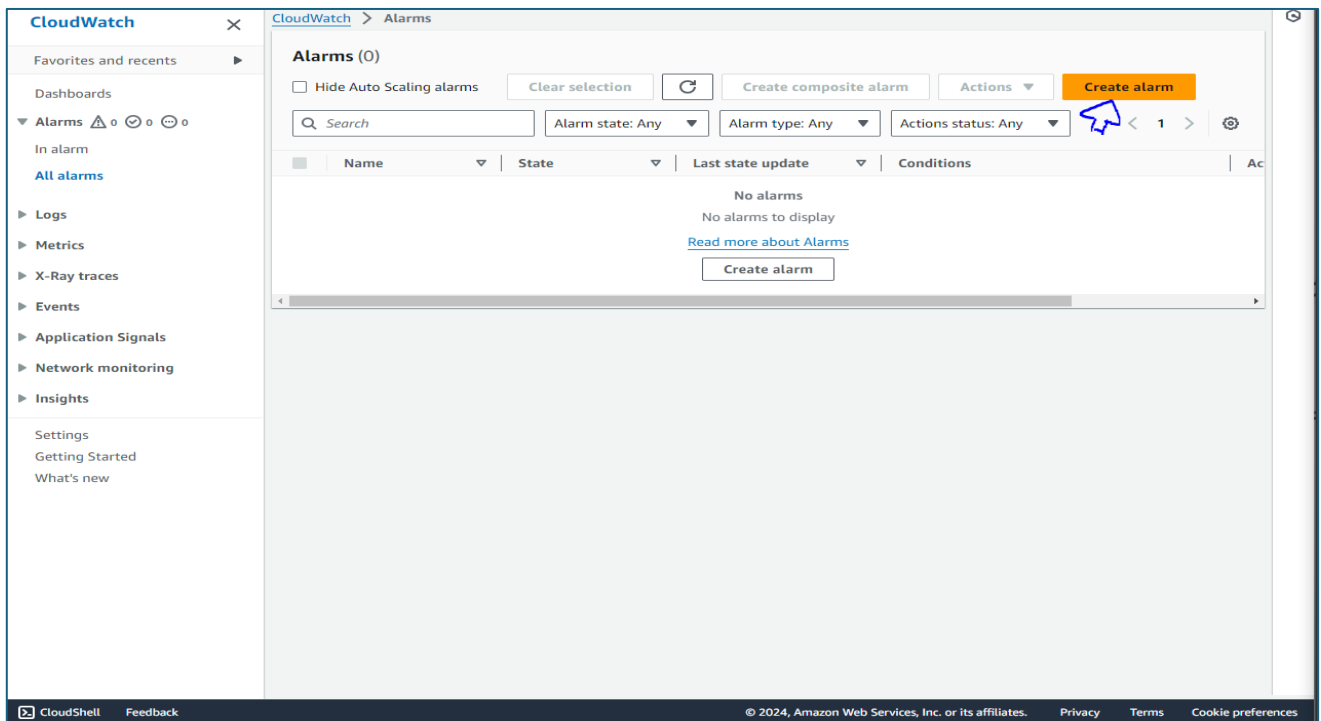 CloudWatch
Favorites and recents
Dashboards
Alarms 0 0 0
In alarm
All alarms
Logs
Metrics
X-Ray traces
Events
Application Signals
Network monitoring
Insights
Settings
Getting Started
What's new
CloudWatch > Alarms
Alarms (0)
Hide Auto Scaling alarms Clear selection Create composite alarm Actions Create alarm
Search Alarm state: Any Alarm type: Any Actions status: Any < 1 >
Name State Last state update Conditions Ac
No alarms
No alarms to display
Read more about Alarms
Create alarm
CloudShell Feedback © 2024, Amazon Web Services, Inc. or its affiliates. Privacy Terms Cookie preferences